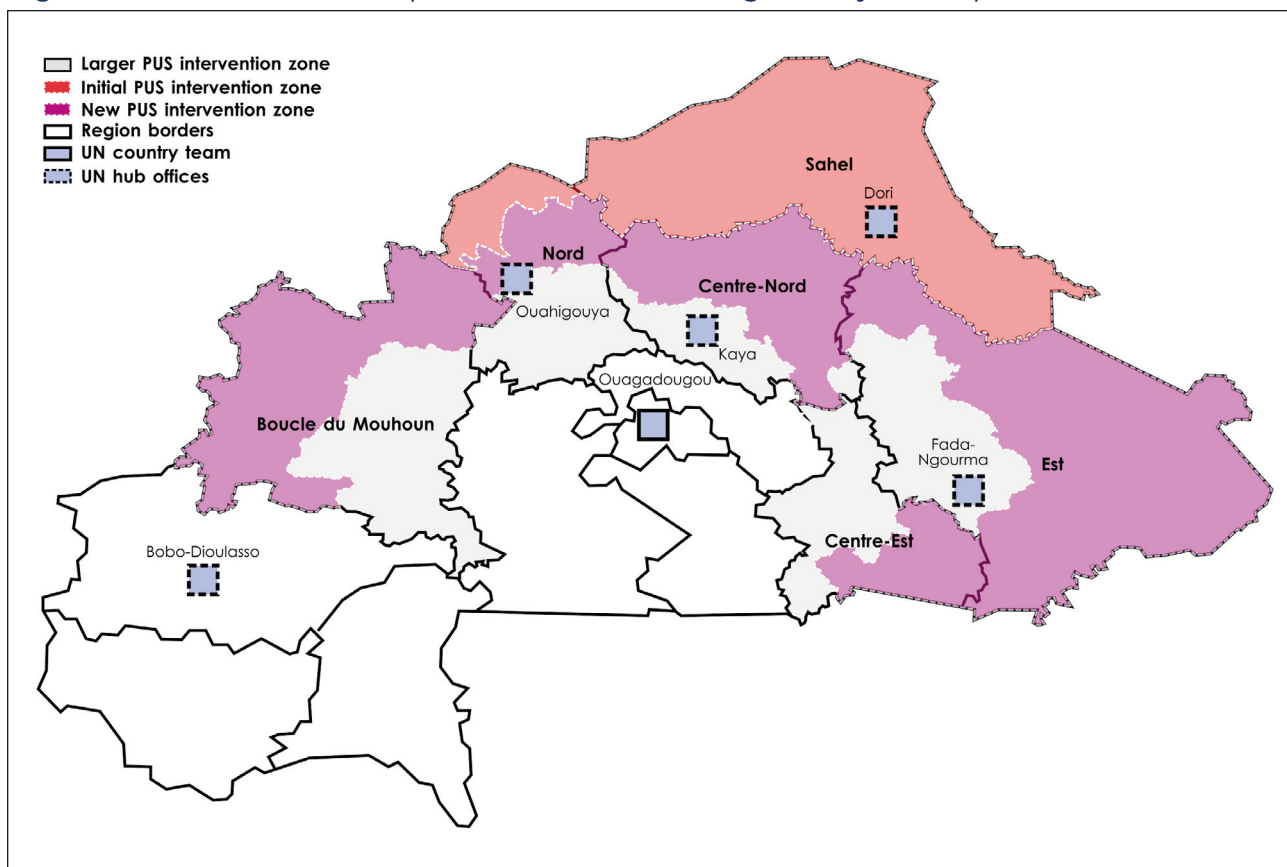 Larger PUS intervention zone
Initial PUS intervention zone
New PUS intervention zone
Region borders
UN country team
UN hub offices
Sahel
Dori
Nord
Centre-Nord
Ouahigouya
Kaya
Ouagadougou
Boucle du Mouhoun
Fada-
Ngourma
Est
Centre-Est
Bobo-Dioulasso